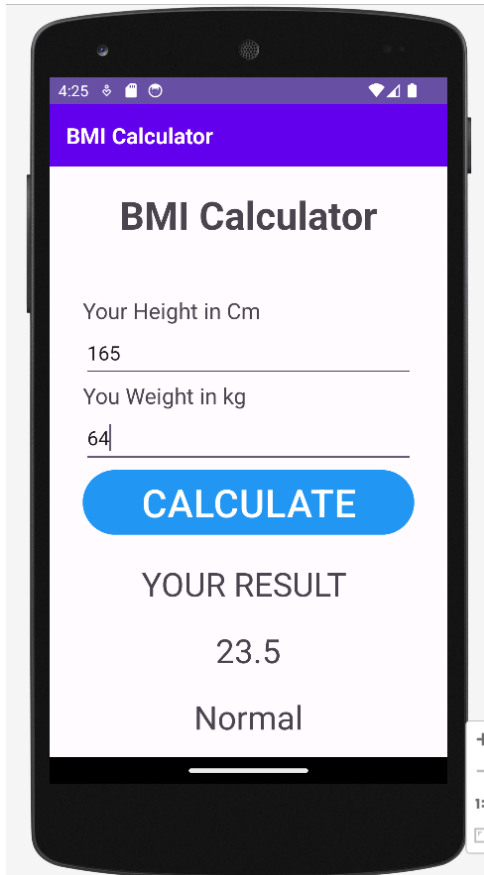 4:25
BMI Calculator
BMI Calculator
Your Height in Cm
165
You Weight in kg
64
CALCULATE
YOUR RESULT
23.5
Normal
1: